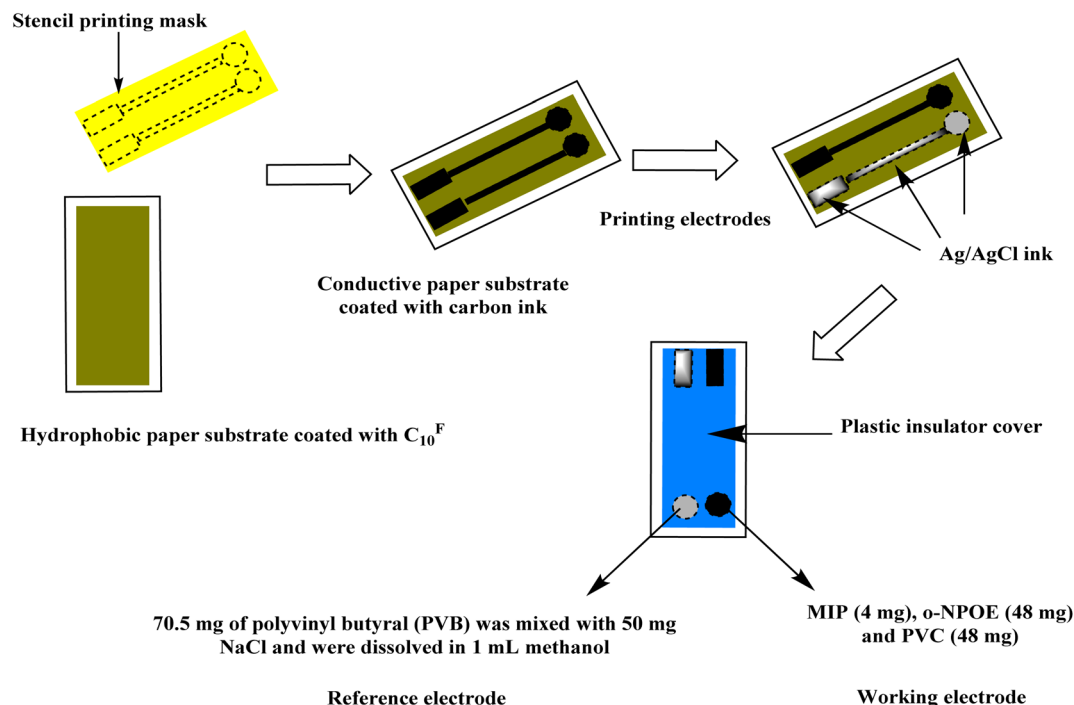 Stencil printing mask
Printing electrodes
Ag/AgCl ink
Conductive paper substrate
coated with carbon ink
Hydrophobic paper substrate coated with C₁₀ᶠ
Plastic insulator cover
70.5 mg of polyvinyl butyral (PVB) was mixed with 50 mg
NaCl and were dissolved in 1 mL methanol
MIP (4 mg), o-NPOE (48 mg)
and PVC (48 mg)
Reference electrode
Working electrode